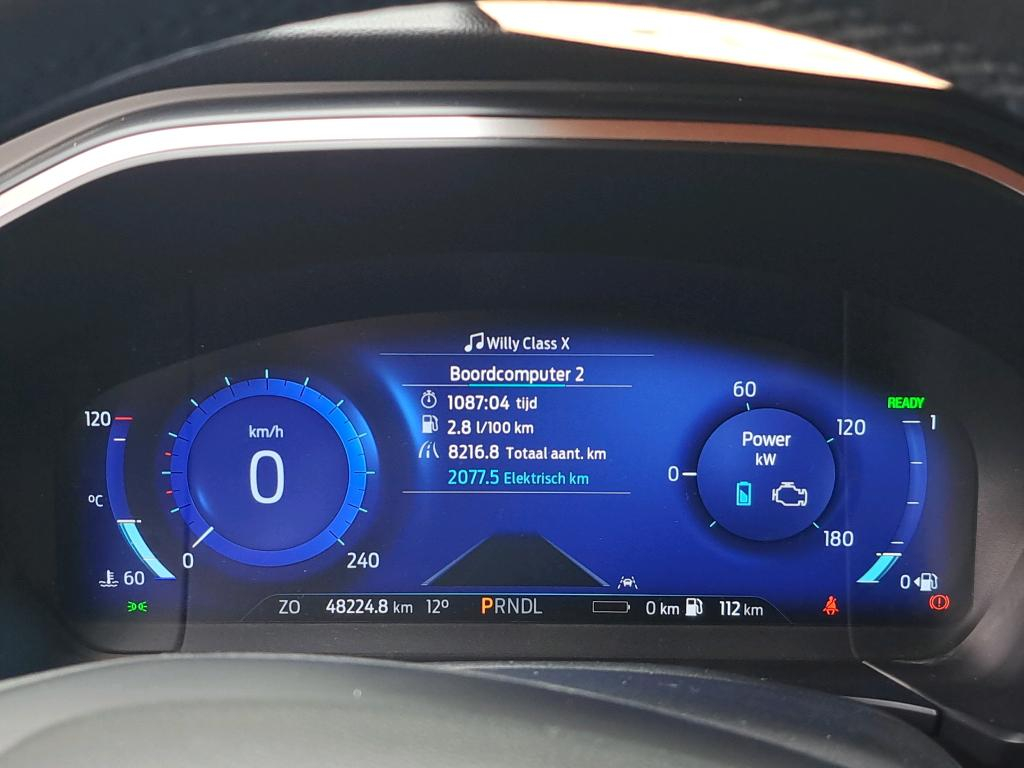 Willy Class X
Boordcomputer 2
1087:04 tijd
2.8 l/100 km
8216.8 Totaal aant. km
2077.5 Elektrisch km
120
°C
60
km/h
0
0
240
60
0
120
180
Power
kW
READY
1
0
ZO 48224.8 km 12° PRNDL 0 km 112 km